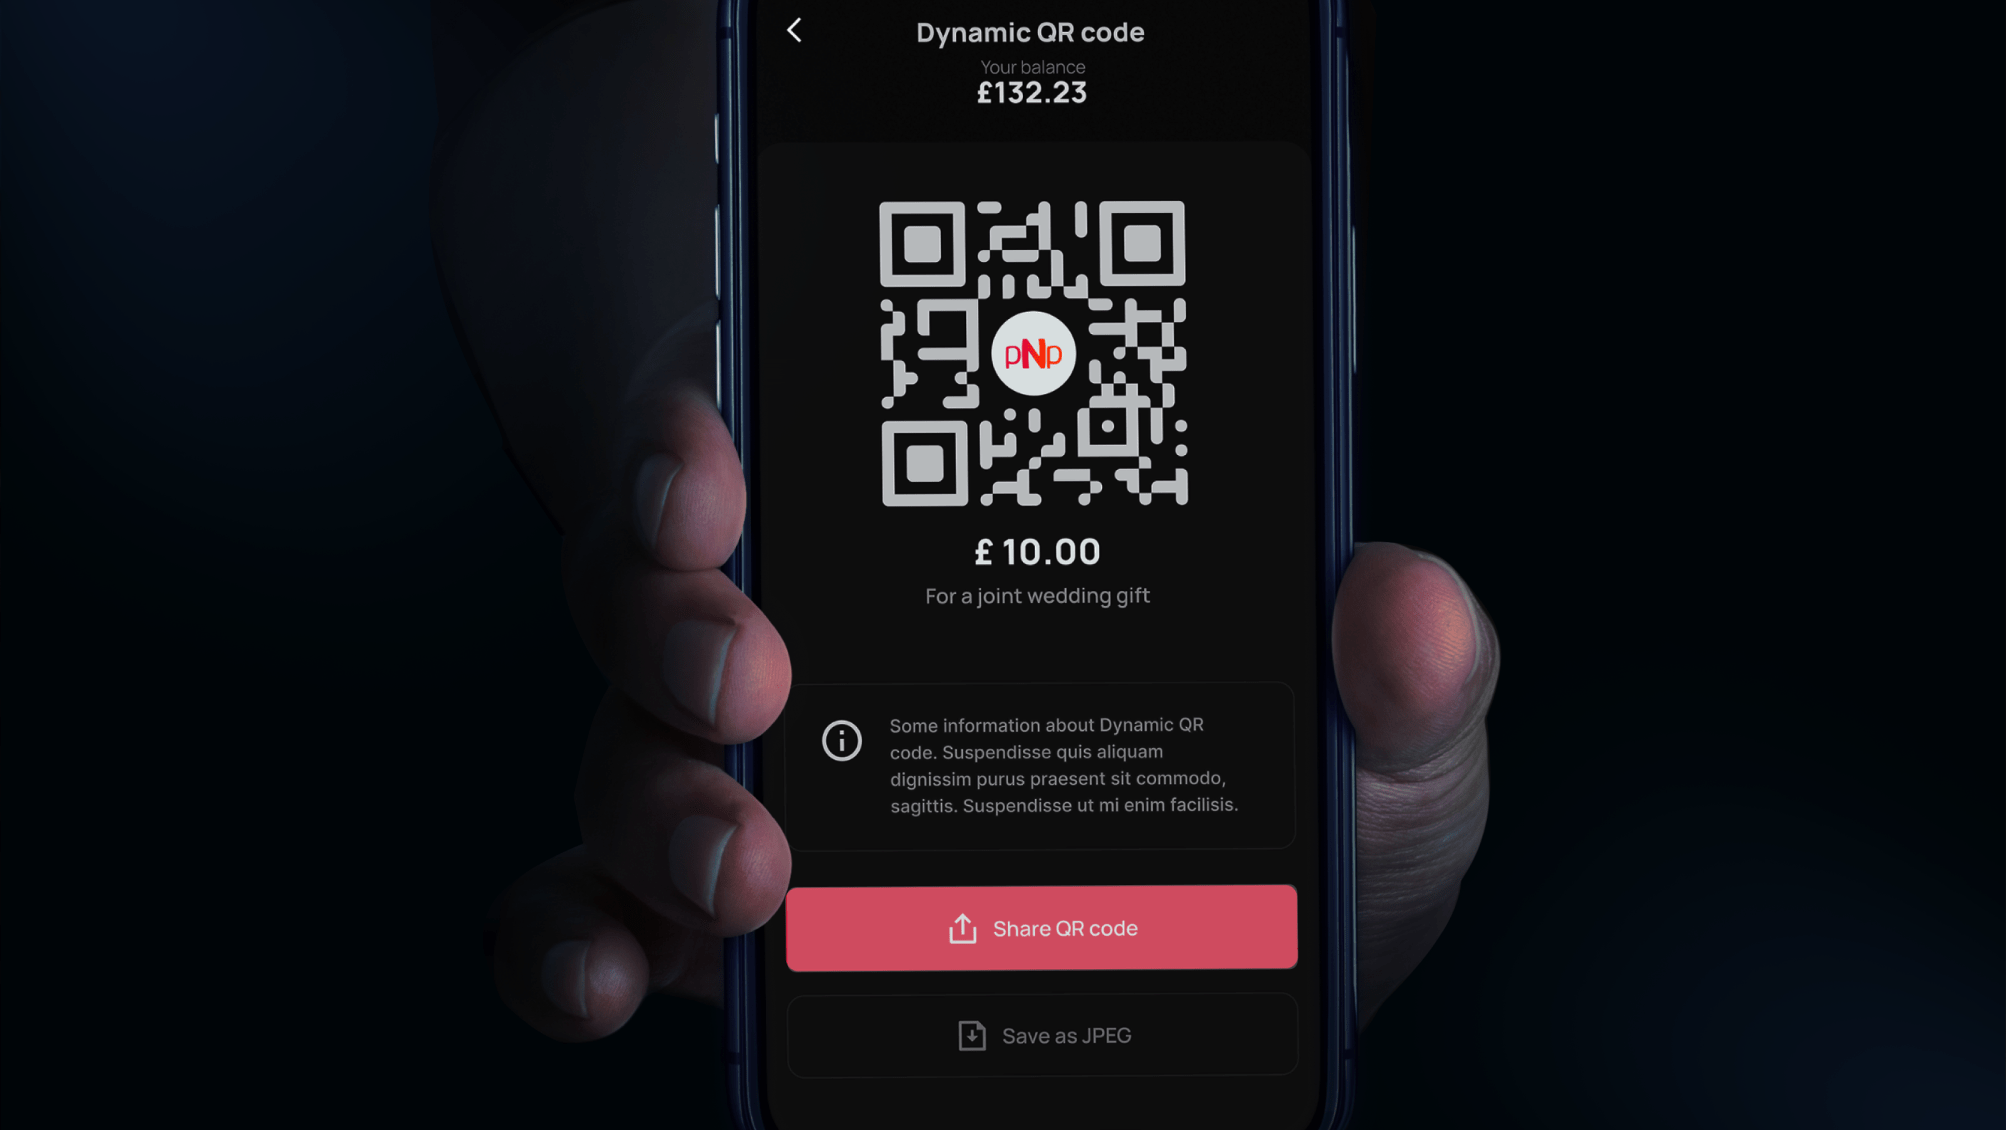 Dynamic QR code
Your balance
£132.23
pNp
£ 10.00
For a joint wedding gift
Some information about Dynamic QR
code. Suspendisse quis aliquam
dignissim purus praesent sit commodo,
sagittis. Suspendisse ut mi enim facilisis.
Share QR code
Save as JPEG